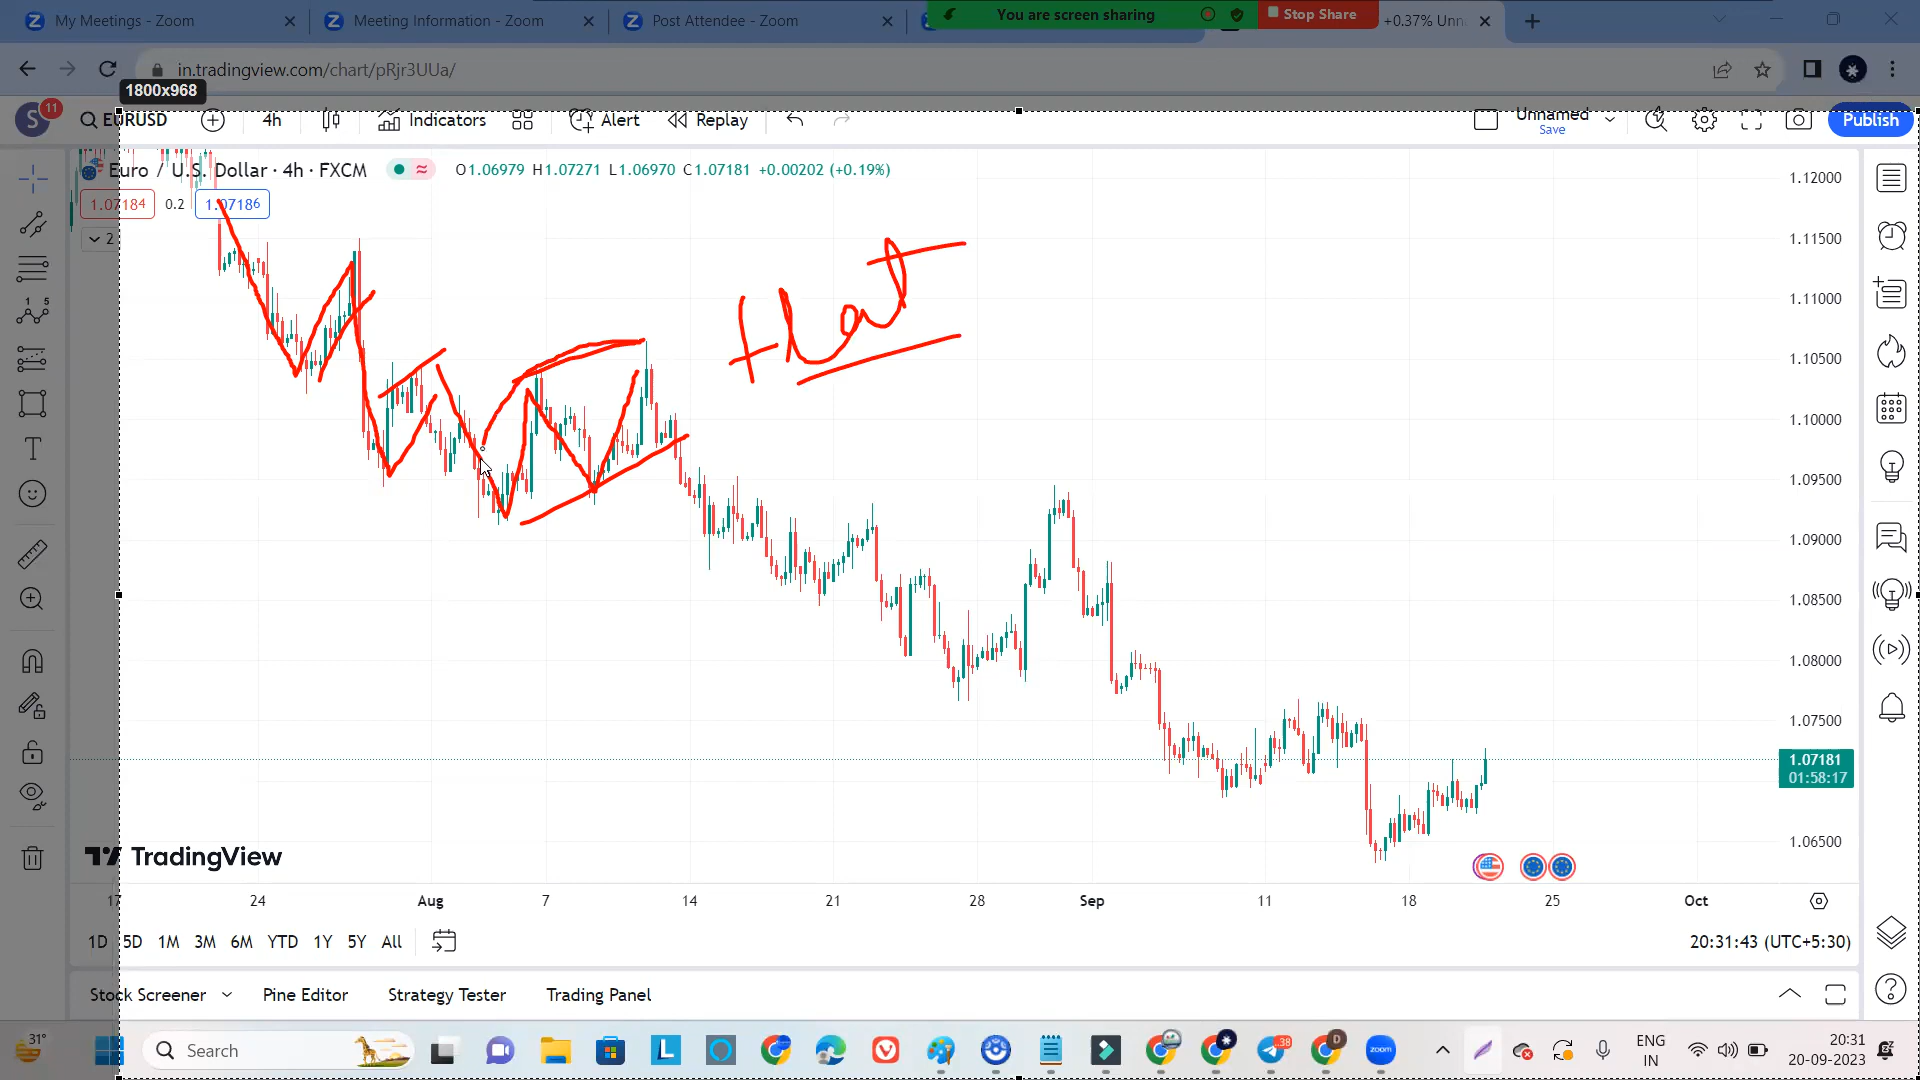 My Meetings - Zoom
Meeting Information - Zoom
Post Attendee - Zoom
You are screen sharing
Stop Share
+0.37% Unn
in.tradingview.com/chart/pRjr3UUa/
1800x968
S
11
EURUSD
4h
Indicators
Alert
Replay
Unnamed
Save
Publish
Euro / U.S. Dollar · 4h · FXCM
O1.06979 H1.07271 L1.06970 C1.07181 +0.00202 (+0.19%)
1.07184
0.2
1.07186
2
flat
1.12000
1.11500
1.11000
1.10500
1.10000
1.09500
1.09000
1.08500
1.08000
1.07500
1.07181
01:58:17
1.06500
TradingView
17 24 Aug 7 14 21 28 Sep 11 18 25 Oct
1D 5D 1M 3M 6M YTD 1Y 5Y All
20:31:43 (UTC+5:30)
Stock Screener
Pine Editor
Strategy Tester
Trading Panel
31°
Search
L
38
D
zoom
ENG
IN
20:31
20-09-2023